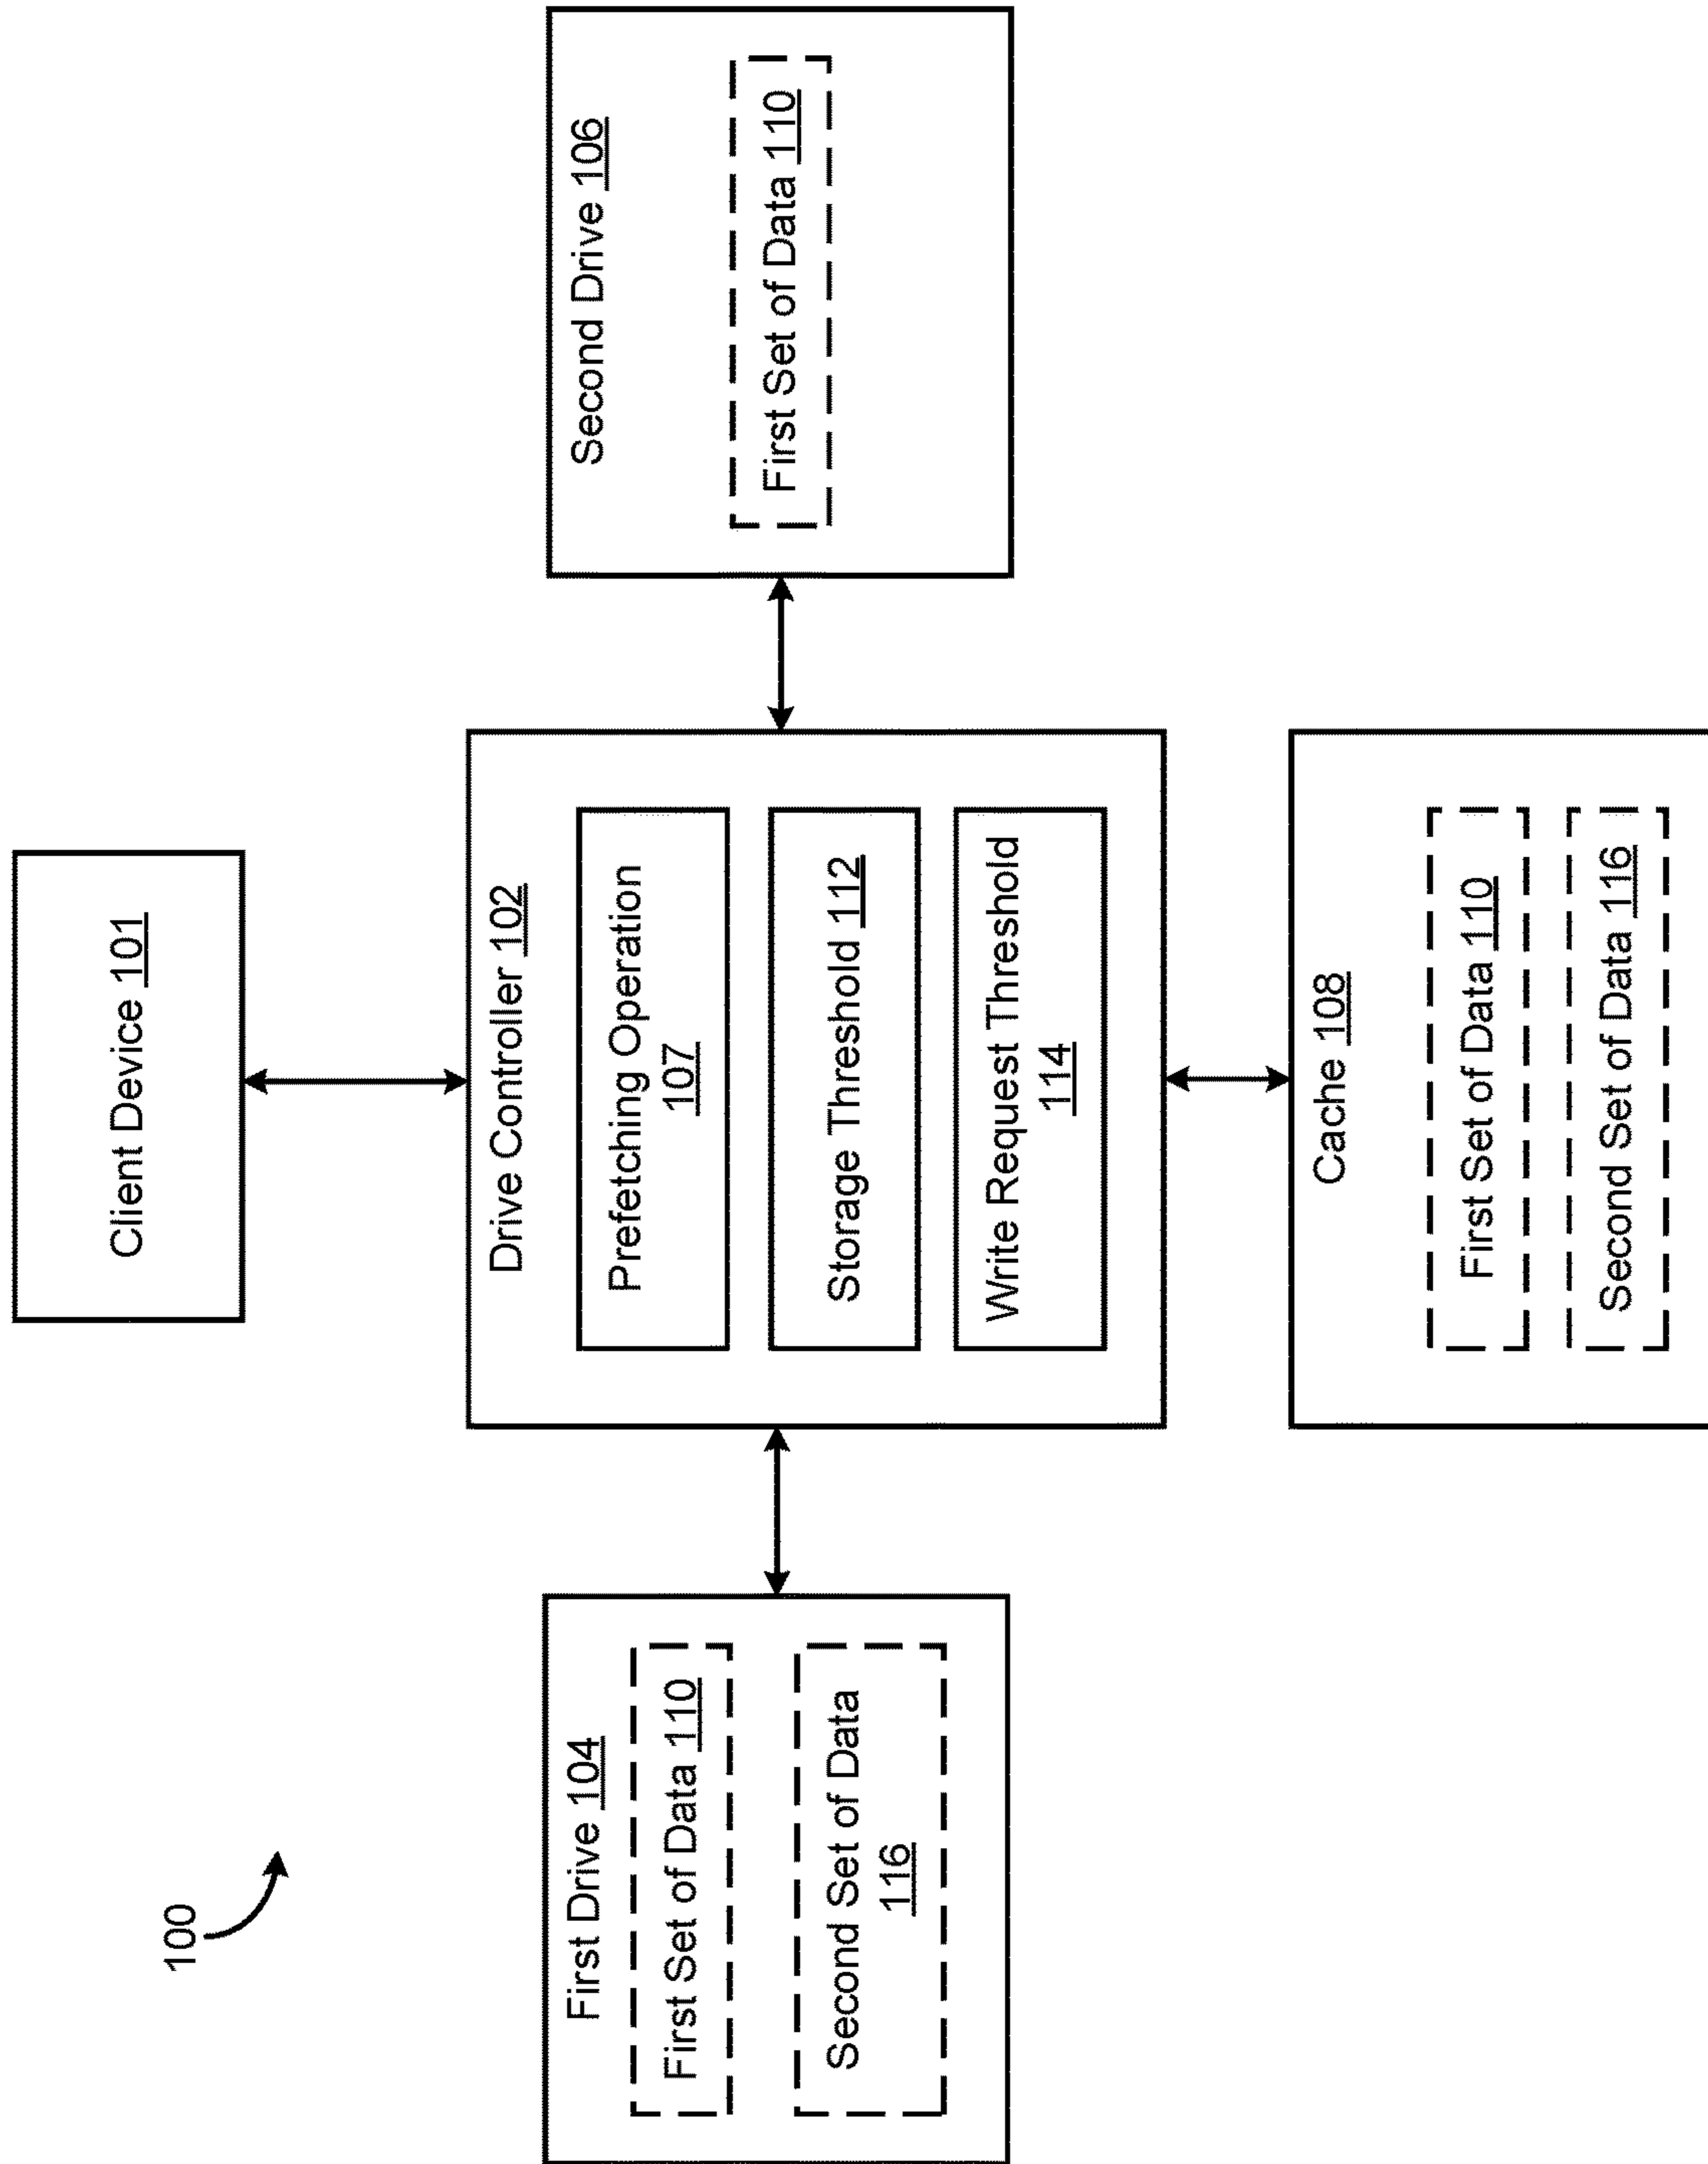 100
Client Device 101
First Drive 104
First Set of Data 110
Second Set of Data
116
Drive Controller 102
Prefetching Operation
107
Storage Threshold 112
Write Request Threshold
114
Second Drive 106
First Set of Data 110
Cache 108
First Set of Data 110
Second Set of Data 116